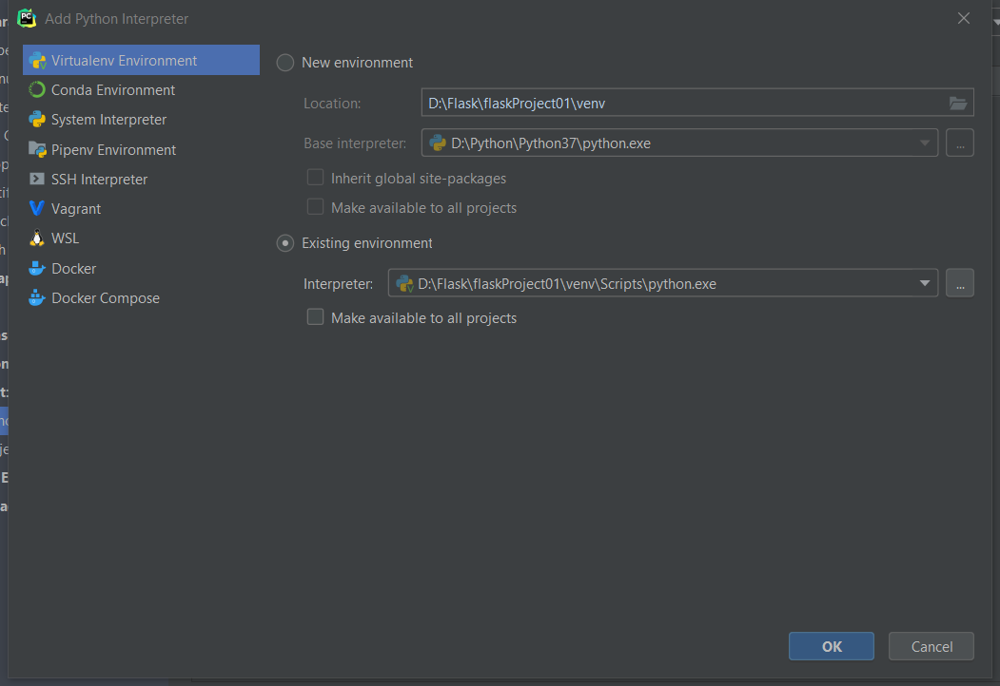 Add Python Interpreter
Virtualenv Environment
Conda Environment
System Interpreter
Pipenv Environment
SSH Interpreter
Vagrant
WSL
Docker
Docker Compose
New environment
Location: D:\Flask\flaskProject01\venv
Base interpreter: D:\Python\Python37\python.exe ...
Inherit global site-packages
Make available to all projects
Existing environment
Interpreter: D:\Flask\flaskProject01\venv\Scripts\python.exe ...
Make available to all projects
OK Cancel